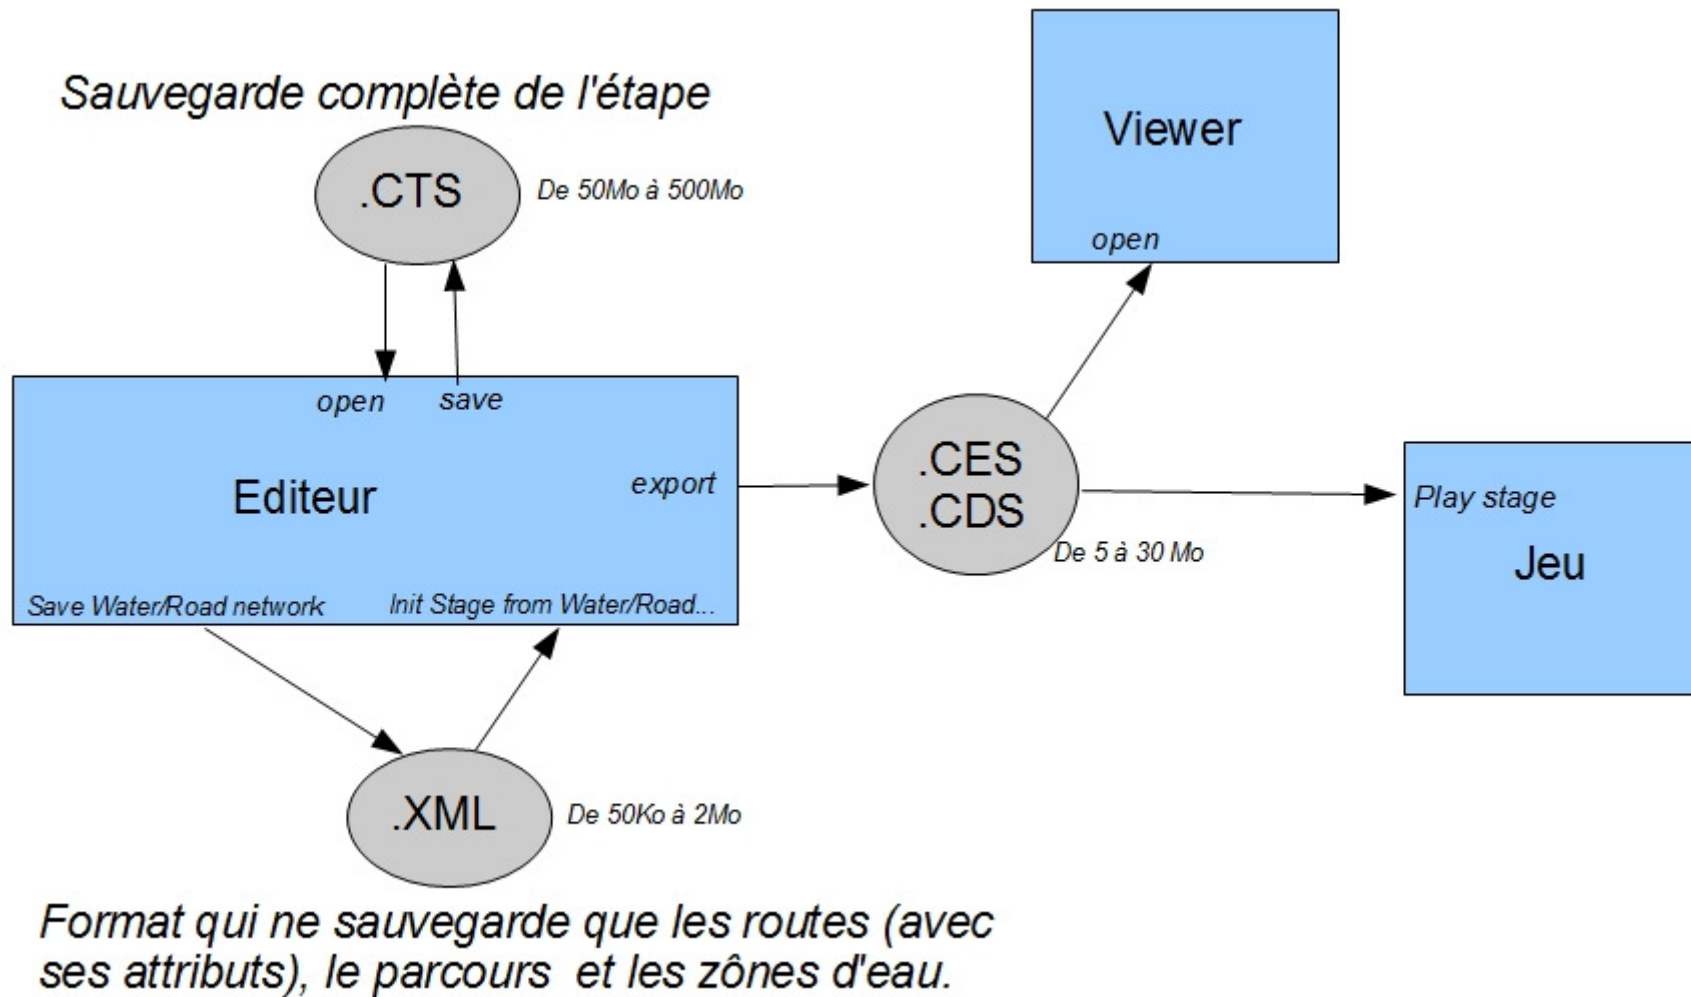 Sauvegarde complète de l'étape
.CTS
De 50Mo à 500Mo
Viewer
open
open
save
Editeur
export
Save Water/Road network
Init Stage from Water/Road...
.CES
.CDS
De 5 à 30 Mo
Play stage
Jeu
.XML
De 50Ko à 2Mo
Format qui ne sauvegarde que les routes (avec
ses attributs), le parcours et les zônes d'eau.